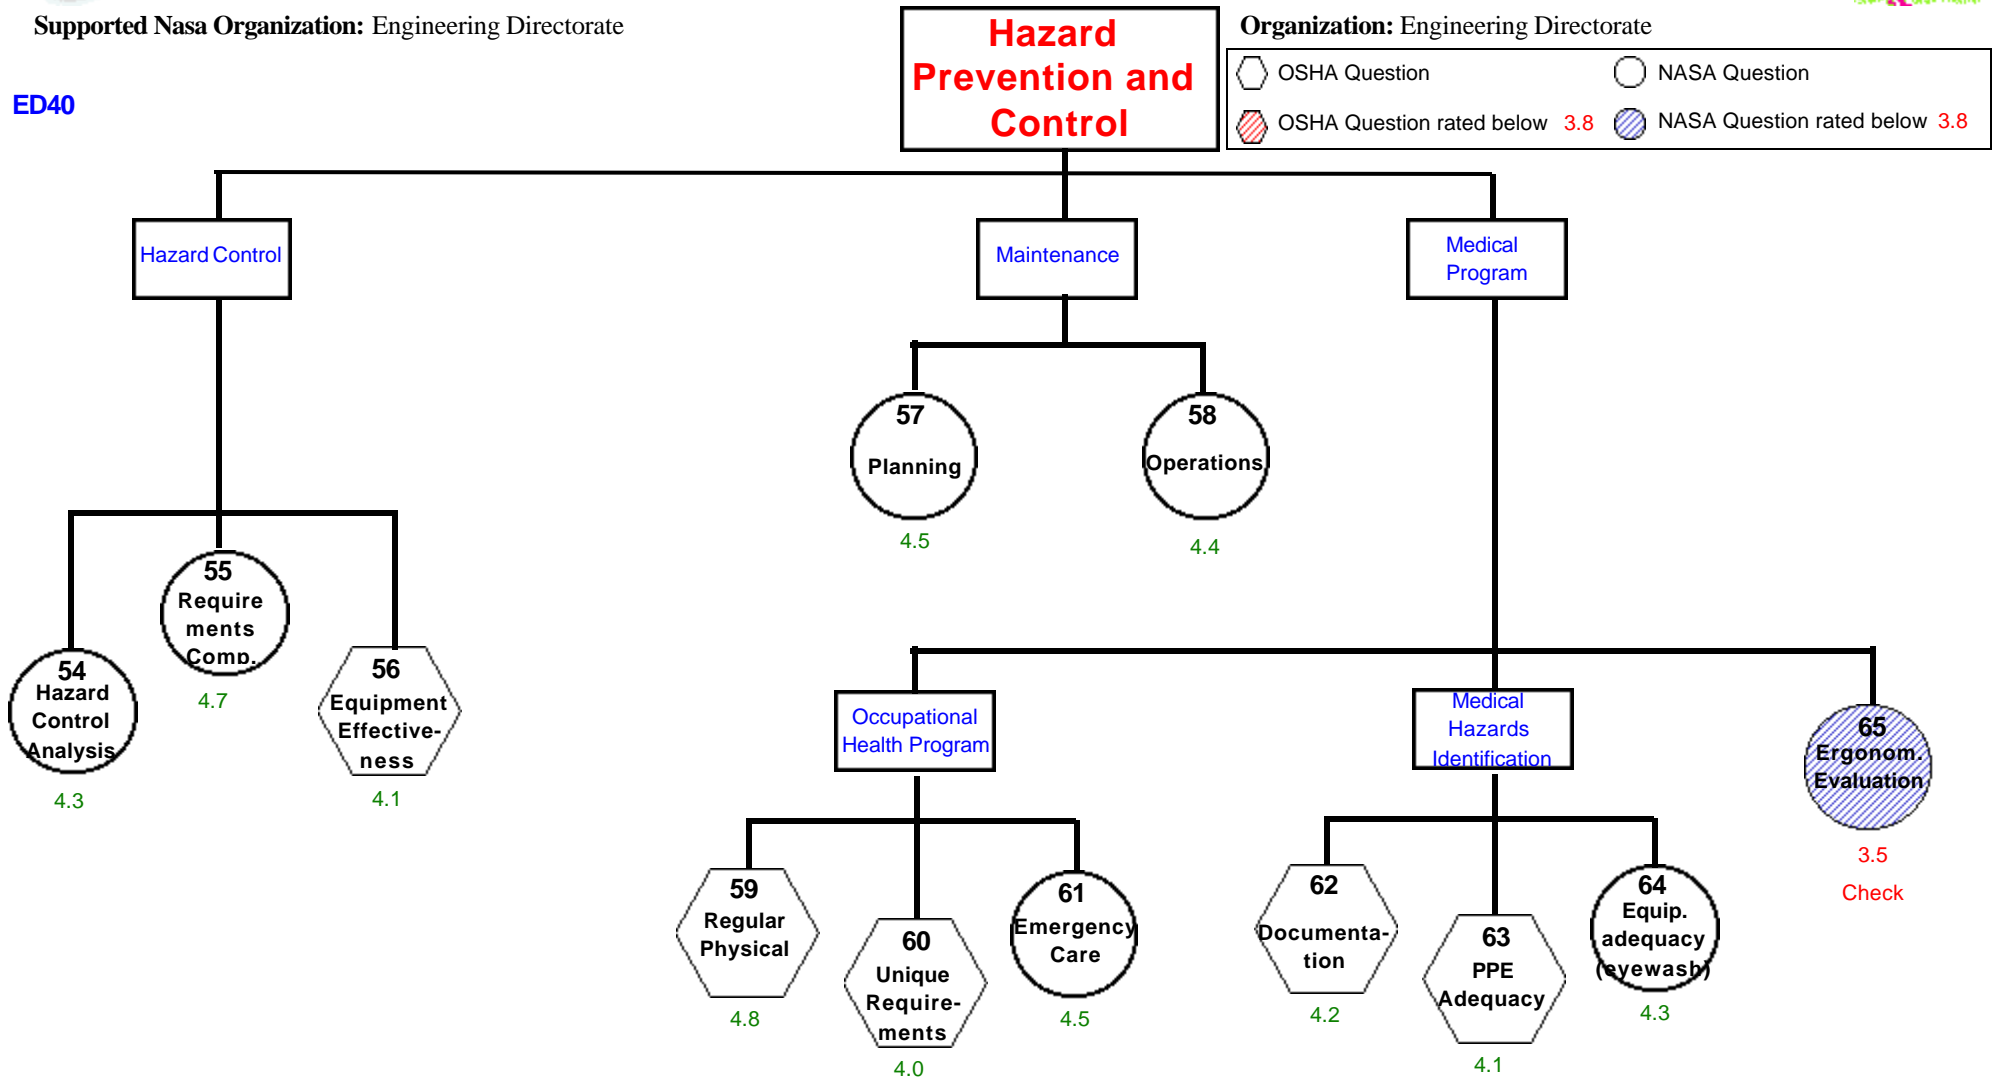 Supported Nasa Organization: Engineering Directorate
Organization: Engineering Directorate
Hazard
Prevention and
Control
OSHA Question
NASA Question
OSHA Question rated below 3.8
NASA Question rated below 3.8
ED40
Hazard Control
Maintenance
Medical
Program
57
Planning
4.5
58
Operations
4.4
55
Require
ments
Comp.
4.7
54
Hazard
Control
Analysis
4.3
56
Equipment
Effective-
ness
4.1
Occupational
Health Program
Medical
Hazards
Identification
65
Ergonom.
Evaluation
3.5
Check
59
Regular
Physical
4.8
60
Unique
Require-
ments
4.0
61
Emergency
Care
4.5
62
Documenta-
tion
4.2
63
PPE
Adequacy
4.1
64
Equip.
adequacy
(eyewash)
4.3